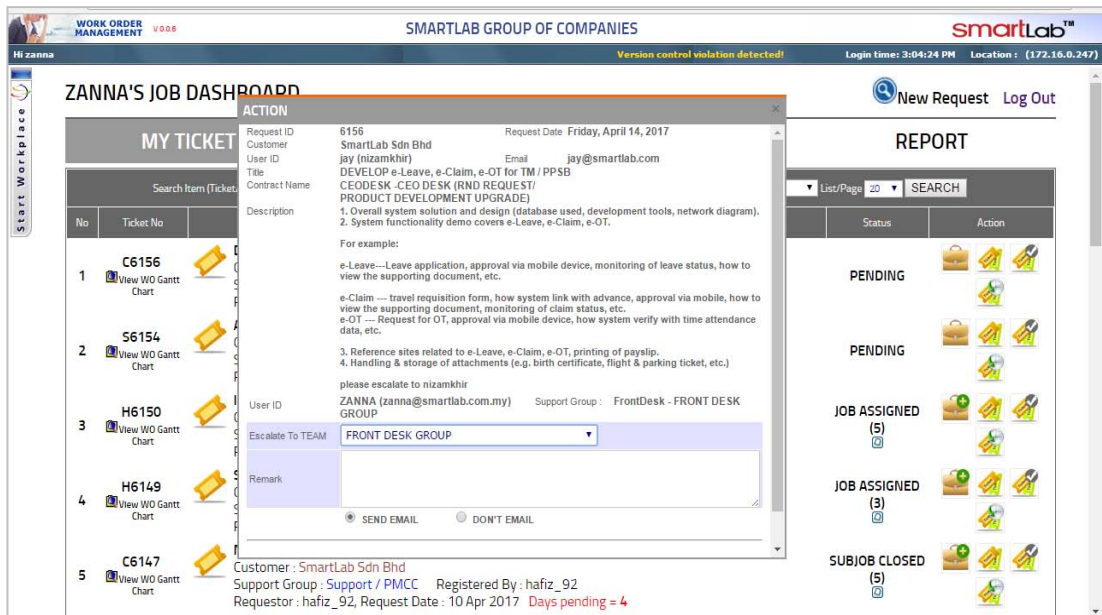 WORK ORDER
MANAGEMENT V 0.0.6
SMARTLAB GROUP OF COMPANIES
smartLab™
Hi zanna
Version control violation detected!
Login time: 3:04:24 PM Location : (172.16.0.247)
Start Workplace
ZANNA'S JOB DASHBOARD
New Request Log Out
MY TICKET
REPORT
Search Item (Ticket
List/Page 20 SEARCH
No Ticket No Status Action
1 C6156 PENDING
View WO Gantt
Chart
2 S6154 PENDING
View WO Gantt
Chart
3 H6150 JOB ASSIGNED
(5)
View WO Gantt
Chart
4 H6149 JOB ASSIGNED
(3)
View WO Gantt
Chart
5 C6147 SUBJOB CLOSED
(5)
View WO Gantt
Chart
Customer : SmartLab Sdn Bhd
Support Group : Support / PMCC Registered By : hafiz_92
Requestor : hafiz_92, Request Date : 10 Apr 2017 Days pending = 4
ACTION ×
Request ID 6156 Request Date Friday, April 14, 2017
Customer SmartLab Sdn Bhd
User ID jay (nizamkhir) Email jay@smartlab.com
Title DEVELOP e-Leave, e-Claim, e-OT for TM / PPSB
Contract Name CEODESK -CEO DESK (RND REQUEST/
PRODUCT DEVELOPMENT UPGRADE)
Description 1. Overall system solution and design (database used, development tools, network diagram).
2. System functionality demo covers e-Leave, e-Claim, e-OT.
For example:
e-Leave---Leave application, approval via mobile device, monitoring of leave status, how to
view the supporting document, etc.
e-Claim --- travel requisition form, how system link with advance, approval via mobile, how to
view the supporting document, monitoring of claim status, etc.
e-OT --- Request for OT, approval via mobile device, how system verify with time attendance
data, etc.
3. Reference sites related to e-Leave, e-Claim, e-OT, printing of payslip.
4. Handling & storage of attachments (e.g. birth certificate, flight & parking ticket, etc.)
please escalate to nizamkhir
User ID ZANNA (zanna@smartlab.com.my) Support Group : FrontDesk - FRONT DESK
GROUP
Escalate To TEAM FRONT DESK GROUP
Remark
SEND EMAIL DON'T EMAIL